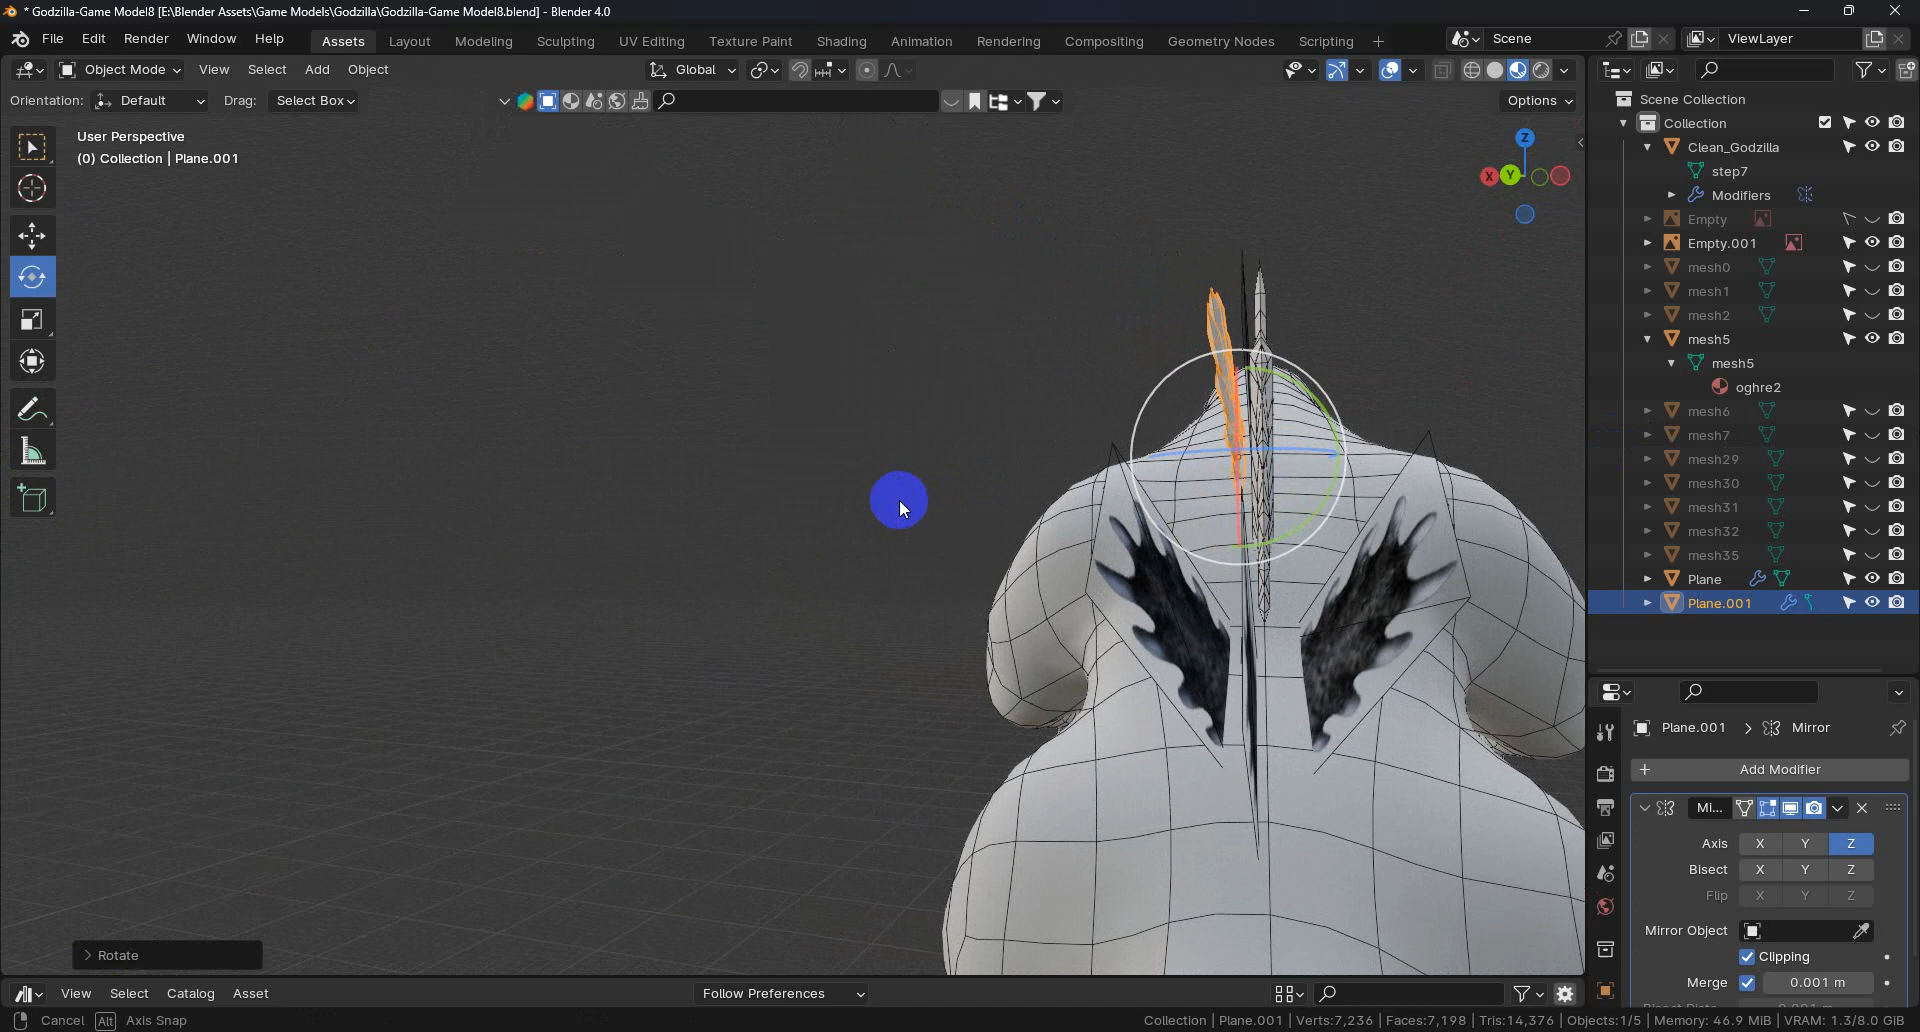 * Godzilla-Game Model8 [E:\Blender Assets\Game Models\Godzilla\Godzilla-Game Model8.blend] - Blender 4.0
File Edit Render Window Help
Assets Layout Modeling Sculpting UV Editing Texture Paint Shading Animation Rendering Compositing Geometry Nodes Scripting
Scene
ViewLayer
Object Mode View Select Add Object
Global
Orientation: Default Drag: Select Box
Options
User Perspective
(0) Collection | Plane.001
Z
X
Y
Scene Collection
Collection
Clean_Godzilla
step7
Modifiers
Empty
Empty.001
mesh0
mesh1
mesh2
mesh5
mesh5
oghre2
mesh6
mesh7
mesh29
mesh30
mesh31
mesh32
mesh35
Plane
Plane.001
Plane.001 > Mirror
+ Add Modifier
Mi...
Axis X Y Z
Bisect X Y Z
Flip X Y Z
Mirror Object
Clipping
Merge 0.001 m
Rotate
View Select Catalog Asset
Follow Preferences
Cancel Alt Axis Snap
Collection | Plane.001 | Verts:7,236 | Faces:7,198 | Tris:14,376 | Objects:1/5 | Memory: 46.9 MiB | VRAM: 1.3/8.0 GiB